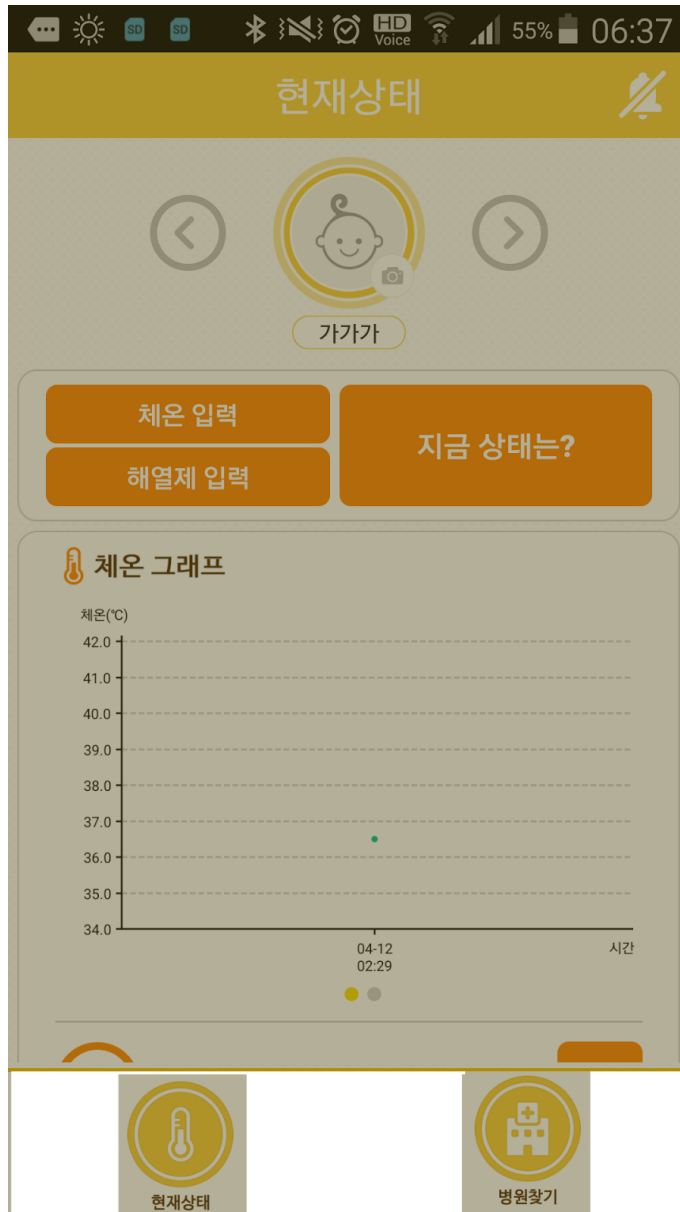 SD
SD
HD
Voice
55%
06:37
현재상태
가가가
체온 입력
해열제 입력
지금 상태는?
체온 그래프
체온(℃)
42.0
41.0
40.0
39.0
38.0
37.0
36.0
35.0
34.0
04-12
02:29
시간
현재상태
병원찾기